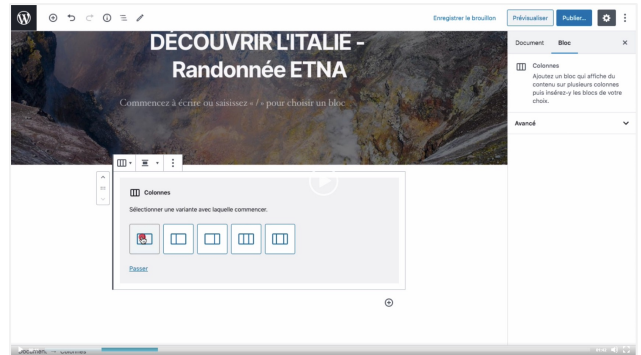 Enregistrer le brouillon
Prévisualiser
Publier...
DÉCOUVRIR L'ITALIE -
Randonnée ETNA
Commencez à écrire ou saisissez « / » pour choisir un bloc
Document
Bloc
Colonnes
Ajoutez un bloc qui affiche du
contenu sur plusieurs colonnes
puis insérez-y les blocs de votre
choix.
Avancé
Colonnes
Sélectionner une variante avec laquelle commencer.
Passer
Document → Colonnes